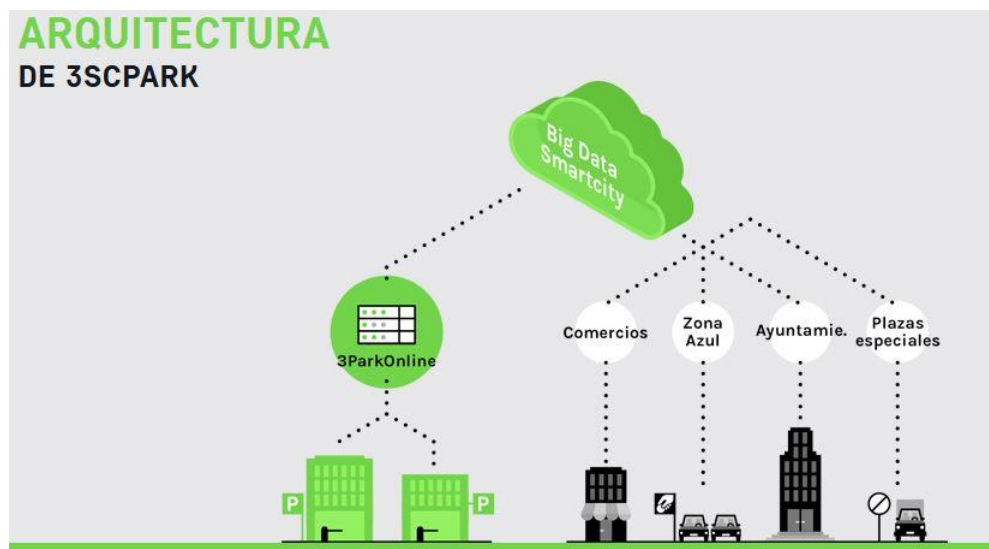 ARQUITECTURA
DE 3SCPARK
Big Data
Smartcity
3ParkOnline
Comercios
Zona
Azul
Ayuntamie.
Plazas
especiales
P
P